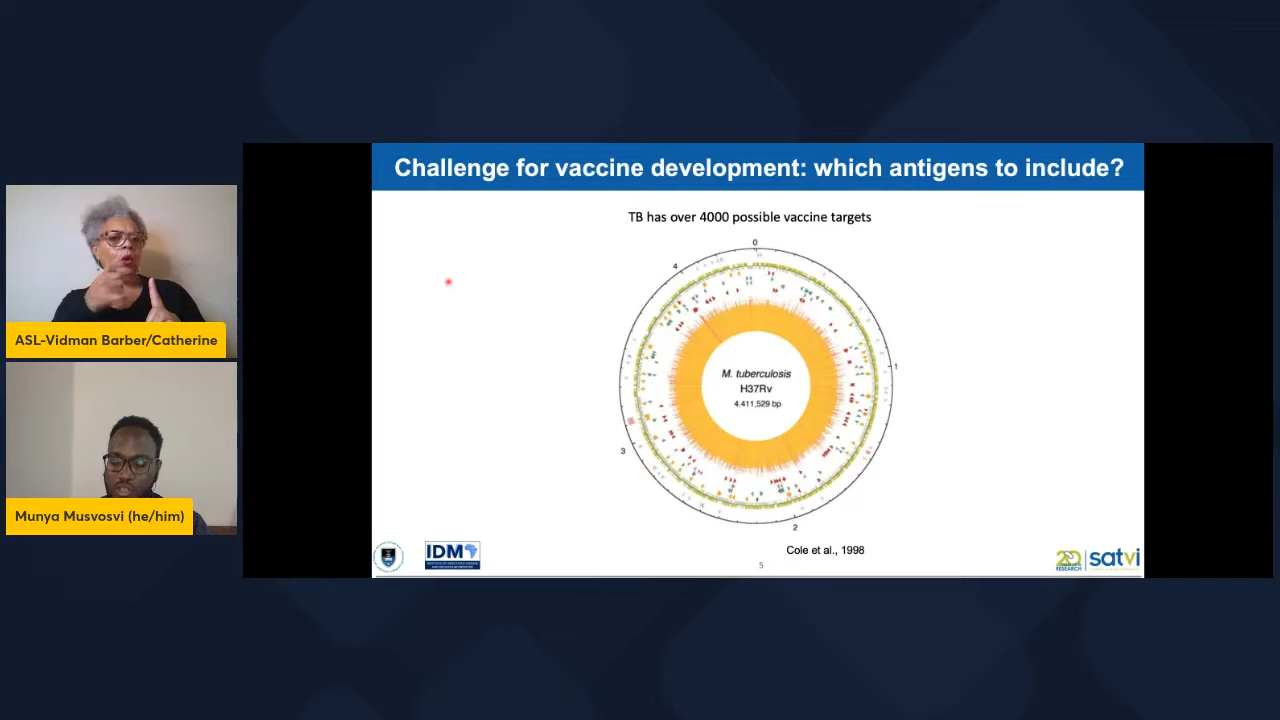 Challenge for vaccine development: which antigens to include?
TB has over 4000 possible vaccine targets
0
4
1
M. tuberculosis
H37Rv
4,411,529 bp
3
2
ASL-Vidman Barber/Catherine
Munya Musvosvi (he/him)
Cole et al., 1998
IDM
5
20
RESEARCH
satvi